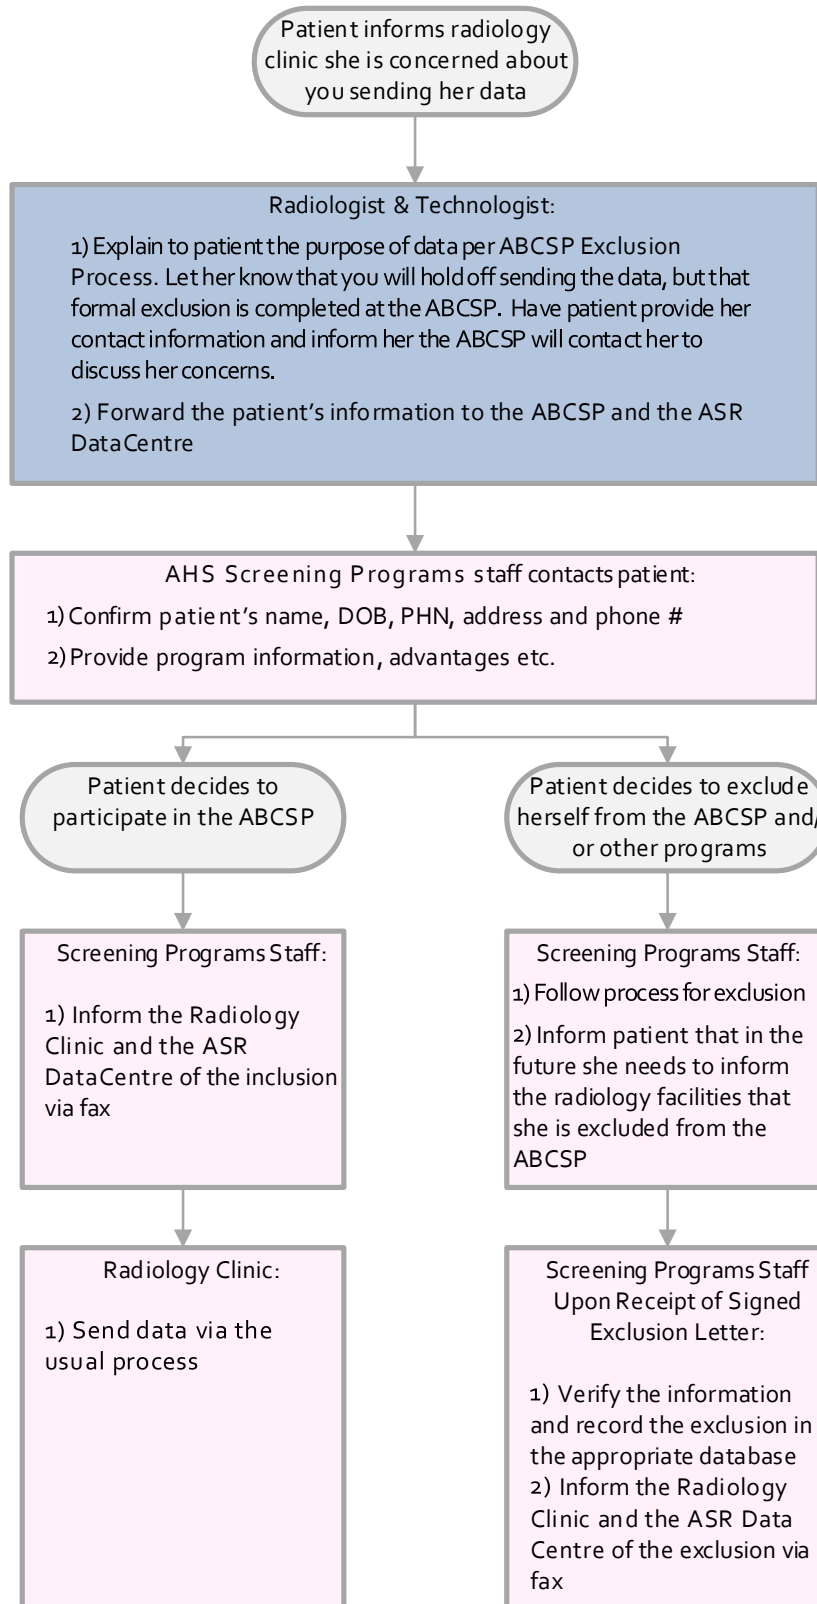 Patient informs radiology
clinic she is concerned about
you sending her data
Radiologist & Technologist:
1) Explain to patient the purpose of data per ABCSP Exclusion
Process. Let her know that you will hold off sending the data, but that
formal exclusion is completed at the ABCSP. Have patient provide her
contact information and inform her the ABCSP will contact her to
discuss her concerns.
2) Forward the patient's information to the ABCSP and the ASR
DataCentre
AHS Screening Programs staff contacts patient:
1) Confirm patient's name, DOB, PHN, address and phone #
2) Provide program information, advantages etc.
Patient decides to
participate in the ABCSP
Patient decides to exclude
herself from the ABCSP and/
or other programs
Screening Programs Staff:
1) Inform the Radiology
Clinic and the ASR
DataCentre of the inclusion
via fax
Screening Programs Staff:
1) Follow process for exclusion
2) Inform patient that in the
future she needs to inform
the radiology facilities that
she is excluded from the
ABCSP
Radiology Clinic:
1) Send data via the
usual process
Screening Programs Staff
Upon Receipt of Signed
Exclusion Letter:
1) Verify the information
and record the exclusion in
the appropriate database
2) Inform the Radiology
Clinic and the ASR Data
Centre of the exclusion via
fax